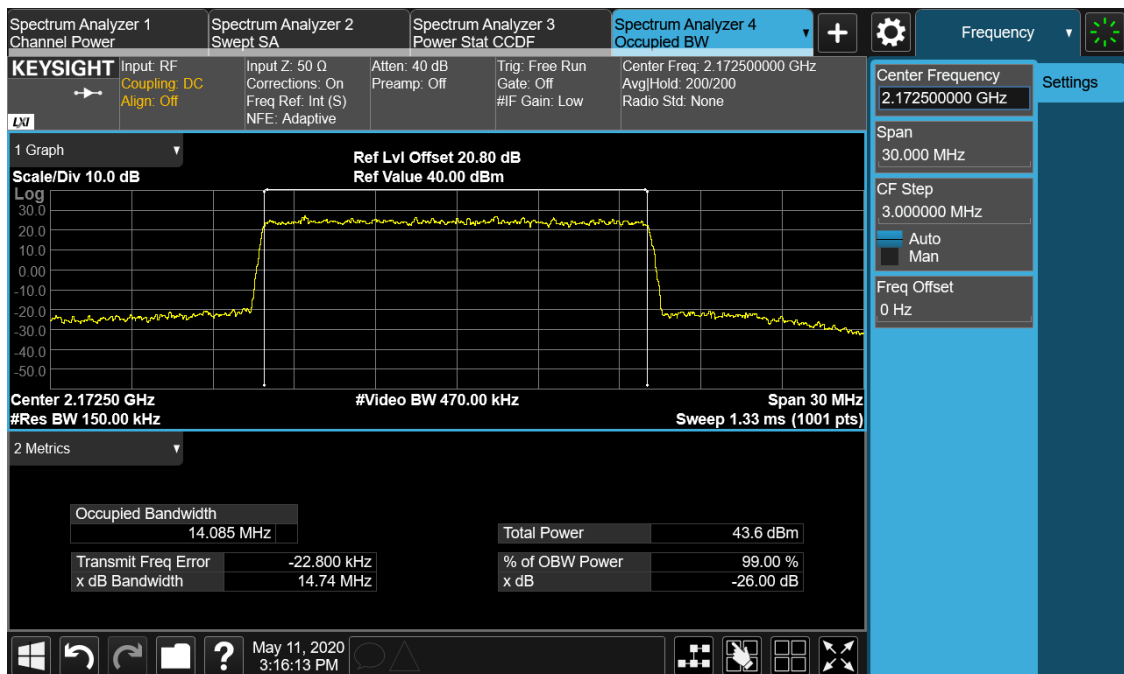 Spectrum Analyzer 1
Channel Power
Spectrum Analyzer 2
Swept SA
Spectrum Analyzer 3
Power Stat CCDF
Spectrum Analyzer 4
Occupied BW
Frequency
KEYSIGHT
LXI
Input: RF
Coupling: DC
Align: Off
Input Z: 50 Ω
Corrections: On
Freq Ref: Int (S)
NFE: Adaptive
Atten: 40 dB
Preamp: Off
Trig: Free Run
Gate: Off
#IF Gain: Low
Center Freq: 2.172500000 GHz
Avg|Hold: 200/200
Radio Std: None
Center Frequency
2.172500000 GHz
Settings
Span
30.000 MHz
CF Step
3.000000 MHz
Auto
Man
Freq Offset
0 Hz
1 Graph
Scale/Div 10.0 dB
Ref Lvl Offset 20.80 dB
Ref Value 40.00 dBm
Log
30.0
20.0
10.0
0.00
-10.0
-20.0
-30.0
-40.0
-50.0
Center 2.17250 GHz
#Video BW 470.00 kHz
Span 30 MHz
#Res BW 150.00 kHz
Sweep 1.33 ms (1001 pts)
2 Metrics
Occupied Bandwidth
14.085 MHz
Total Power 43.6 dBm
Transmit Freq Error -22.800 kHz
% of OBW Power 99.00 %
x dB Bandwidth 14.74 MHz
x dB -26.00 dB
?
May 11, 2020
3:16:13 PM